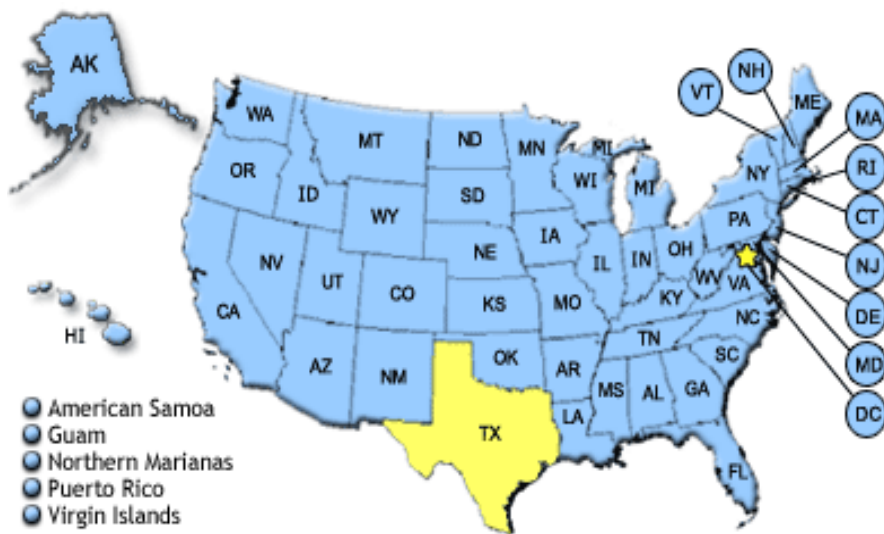 AK
NH
VT
ME
MA
WA
MT
ND
MN
MI
RI
OR
ID
SD
WI
MI
NY
CT
WY
PA
NJ
IA
NE
OH
IL
IN
NV
UT
CO
WV
VA
DE
CA
KS
MO
KY
NC
HI
TN
MD
AZ
NM
OK
AR
SC
MS
AL
GA
DC
LA
TX
FL
American Samoa
Guam
Northern Marianas
Puerto Rico
Virgin Islands